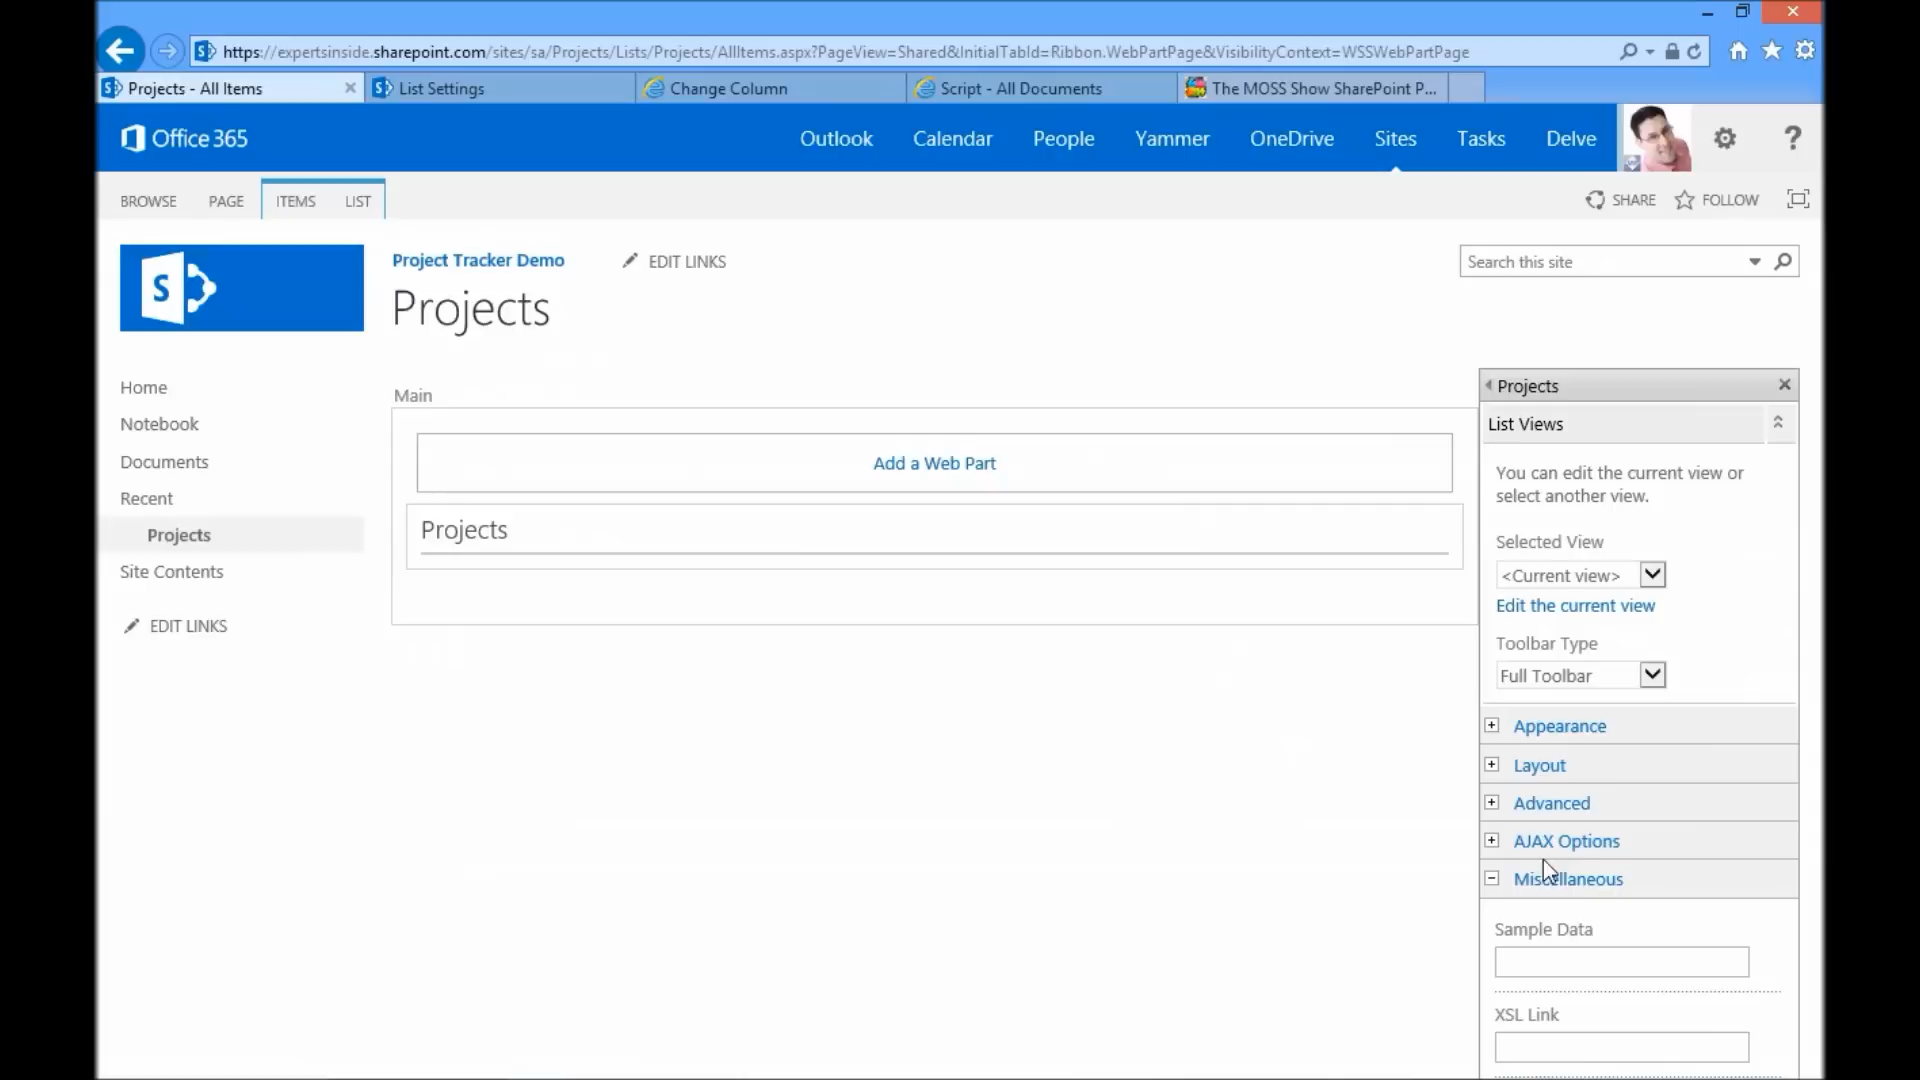 https://expertsinside.sharepoint.com/sites/sa/Projects/Lists/Projects/AllItems.aspx?PageView=Shared&InitialTabId=Ribbon.WebPartPage&VisibilityContext=WSSWebPartPage
Projects - All Items
List Settings
Change Column
Script - All Documents
The MOSS Show SharePoint P...
Office 365
Outlook
Calendar
People
Yammer
OneDrive
Sites
Tasks
Delve
?
BROWSE
PAGE
ITEMS
LIST
SHARE
FOLLOW
S
Project Tracker Demo
EDIT LINKS
Search this site
Projects
Home
Notebook
Documents
Recent
Projects
Site Contents
EDIT LINKS
Main
Add a Web Part
Projects
Projects
List Views
You can edit the current view or
select another view.
Selected View
<Current view>
Edit the current view
Toolbar Type
Full Toolbar
Appearance
Layout
Advanced
AJAX Options
Miscellaneous
Sample Data
XSL Link